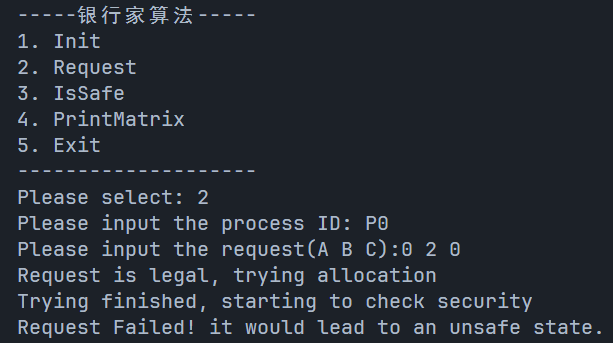 -----银行家算法-----
1. Init
2. Request
3. IsSafe
4. PrintMatrix
5. Exit
--------------------
Please select: 2
Please input the process ID: P0
Please input the request(A B C):0 2 0
Request is legal, trying allocation
Trying finished, starting to check security
Request Failed! it would lead to an unsafe state.